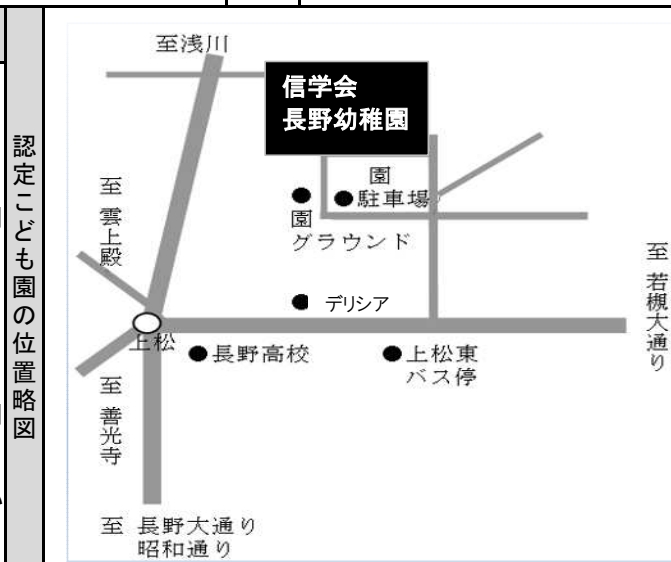 認定こども園の位置略図
至浅川
信学会
長野幼稚園
至 雲上殿
園
駐車場
園
グラウンド
至 若槻大通り
デリシア
上松
長野高校
上松東
バス停
至 善光寺
至 長野大通り
昭和通り